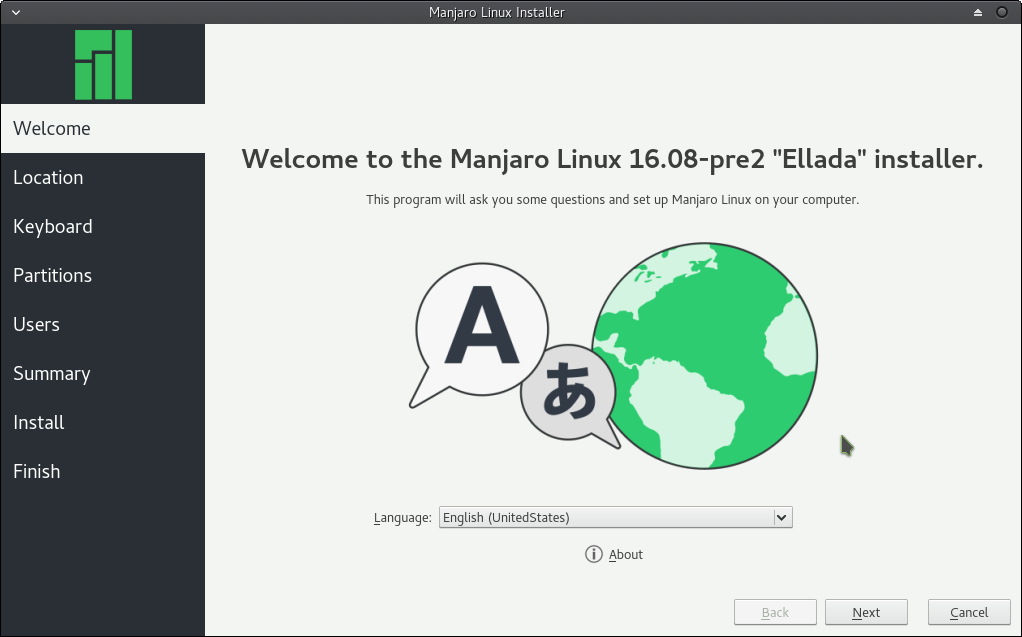 Manjaro Linux Installer
Welcome
Location
Keyboard
Partitions
Users
Summary
Install
Finish
Welcome to the Manjaro Linux 16.08-pre2 "Ellada" installer.
This program will ask you some questions and set up Manjaro Linux on your computer.
A
あ
Language: English (UnitedStates)
About
Back Next Cancel